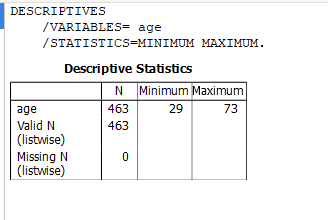 DESCRIPTIVES
/VARIABLES= age
/STATISTICS=MINIMUM MAXIMUM.
Descriptive Statistics
N Minimum Maximum
age 463 29 73
Valid N 463
(listwise)
Missing N 0
(listwise)